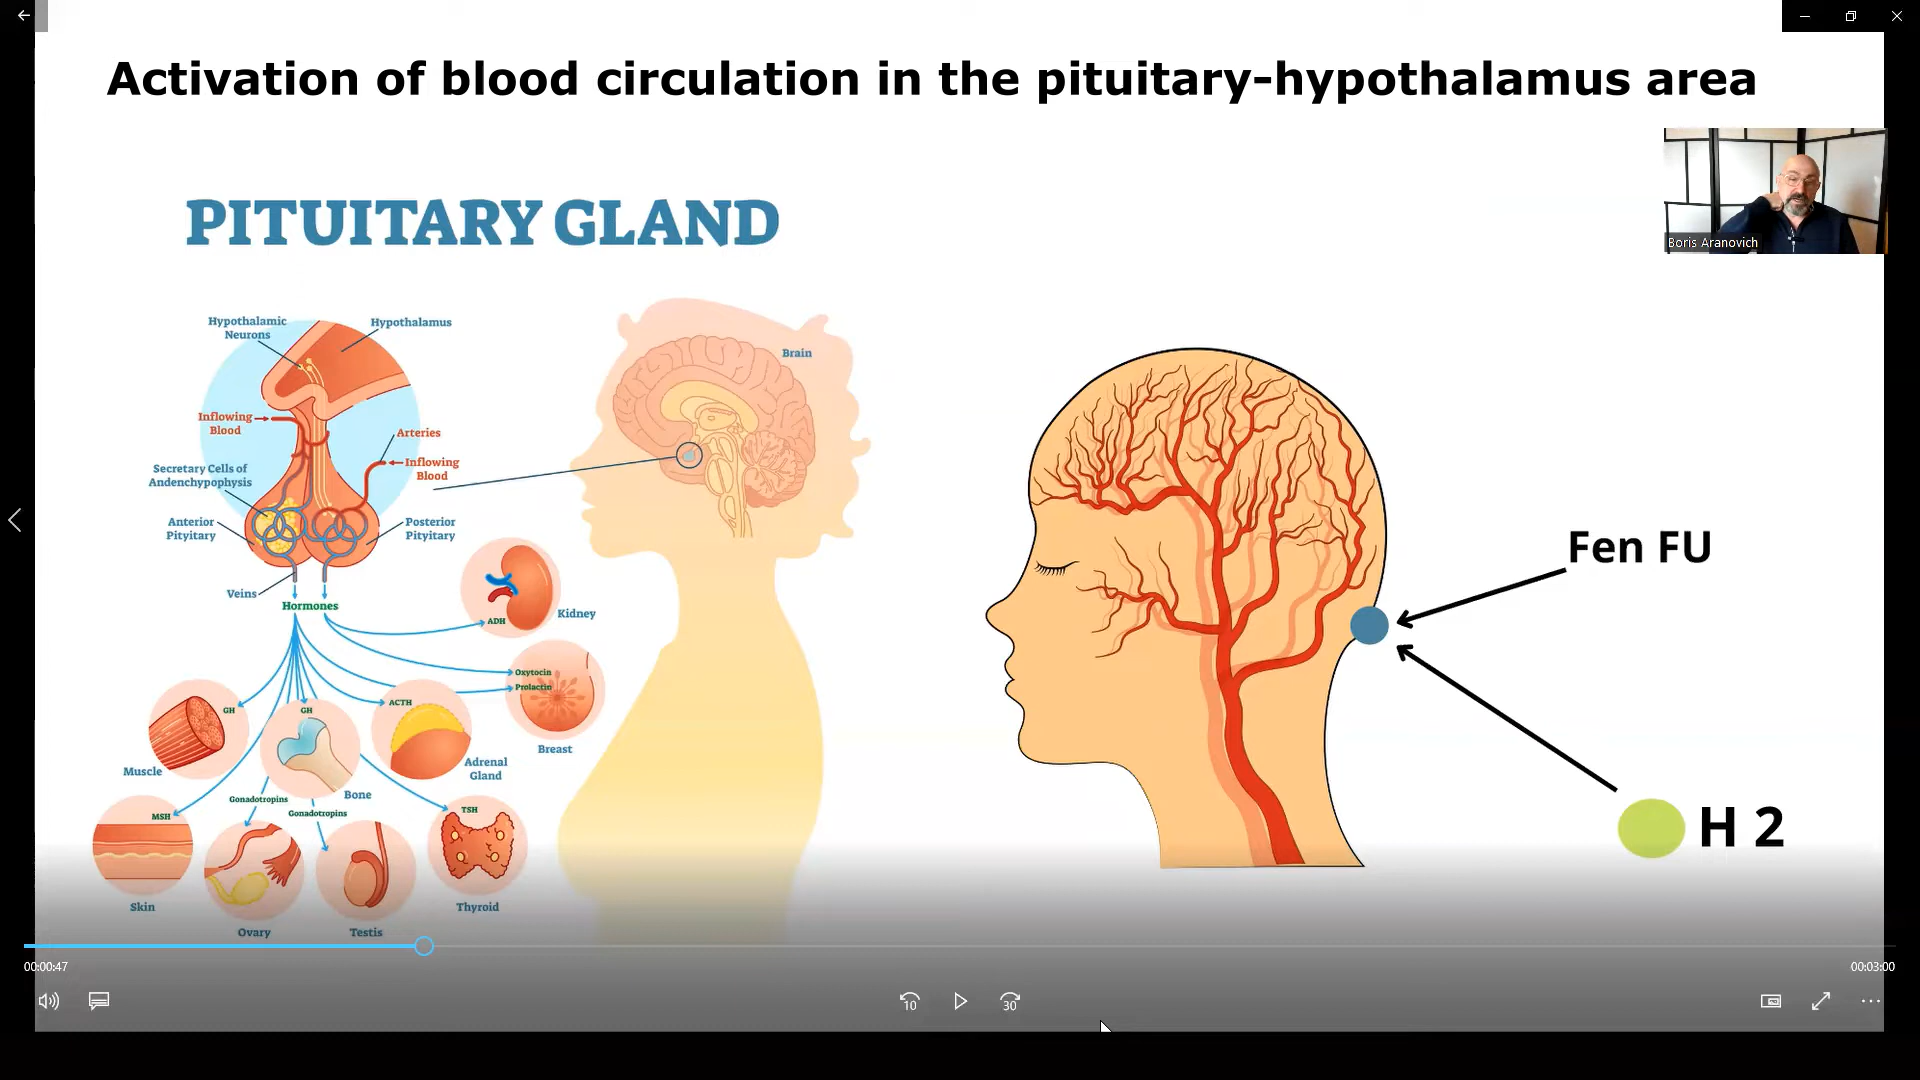 Activation of blood circulation in the pituitary-hypothalamus area
Boris Aranovich
PITUITARY GLAND
Hypothalamic
Neurons
Hypothalamus
Brain
Inflowing
Blood
Arteries
Inflowing
Blood
Secretary Cells of
Andenchypophysis
Anterior
Pityitary
Posterior
Pityitary
Veins
Hormones
ADH
Kidney
Oxytocin
Prolactin
Breast
GH
Muscle
GH
Bone
ACTH
Adrenal
Gland
MSH
Skin
Gonadotropins
Ovary
Gonadotropins
Testis
TSH
Thyroid
Fen FU
H 2
00:00:47
00:03:00
10
30